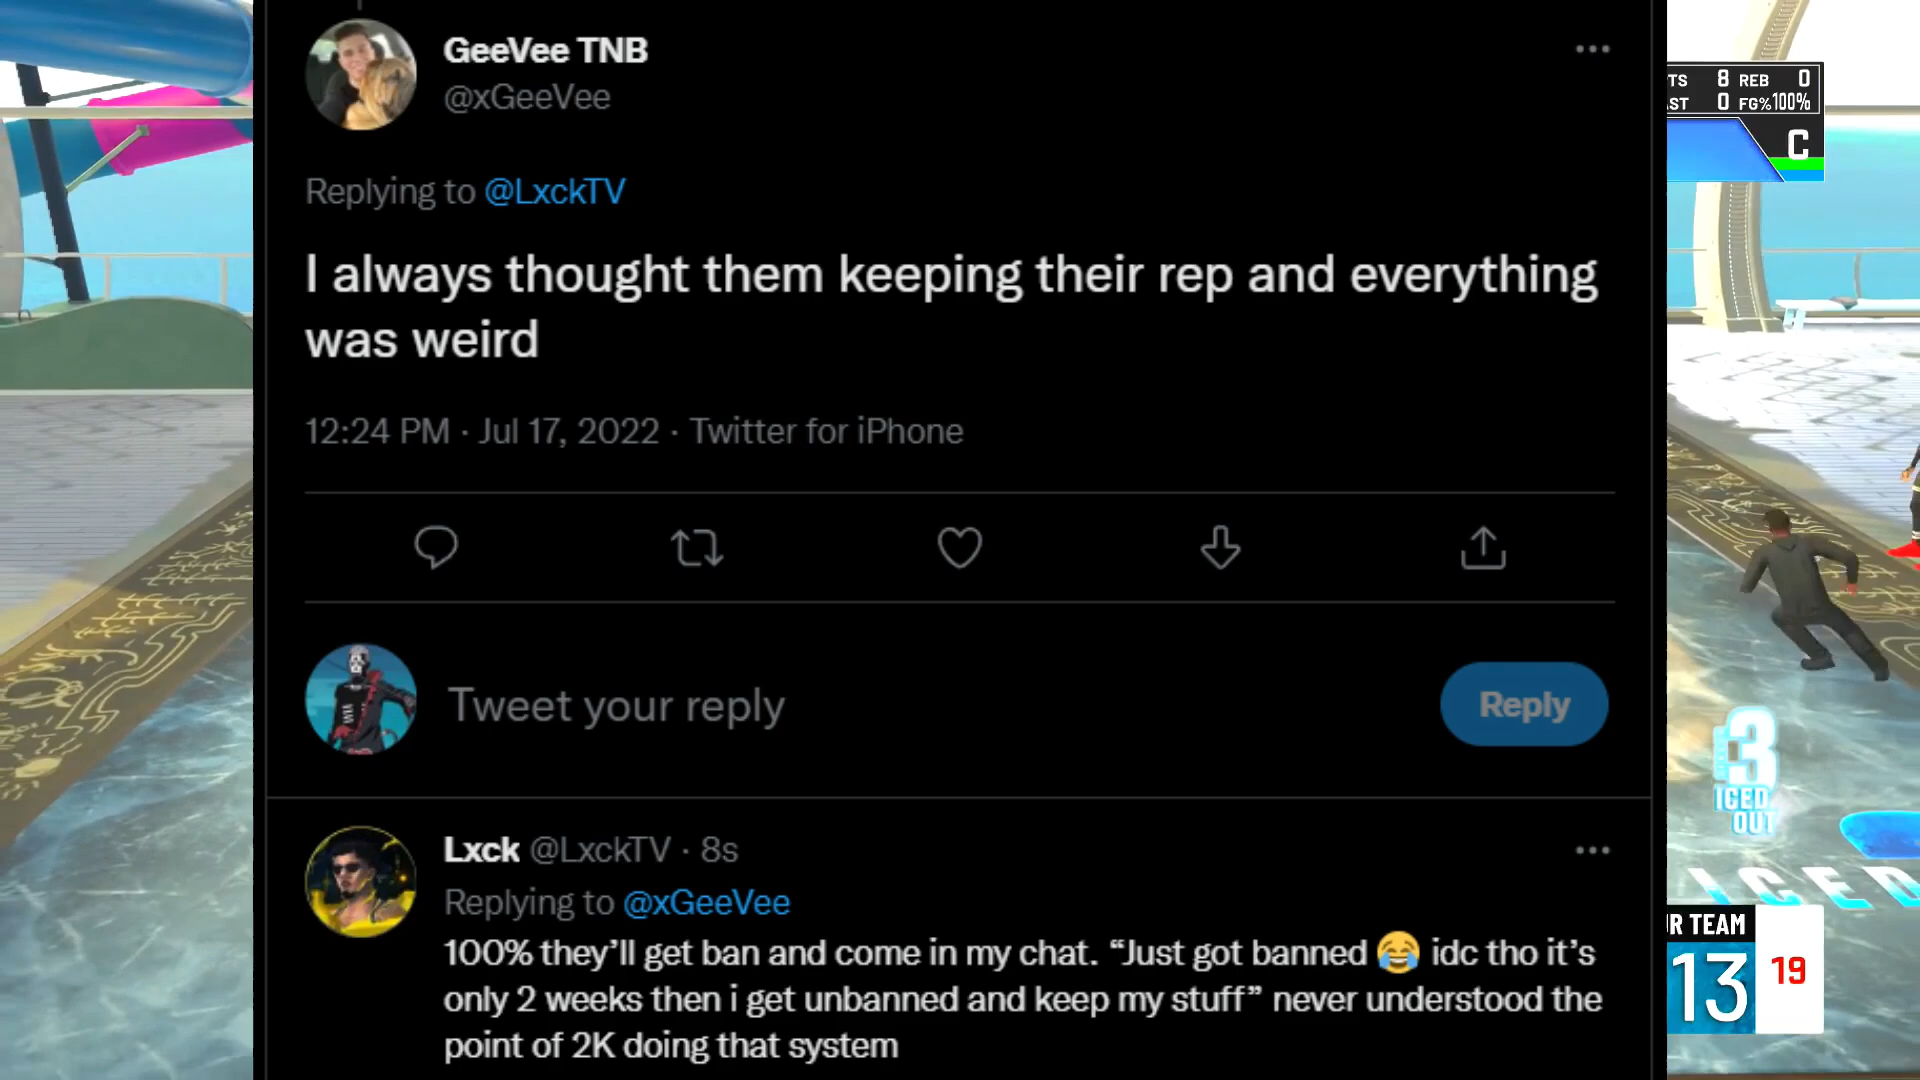 GeeVee TNB
@xGeeVee
Replying to @LxckTV
I always thought them keeping their rep and everything
was weird
12:24 PM · Jul 17, 2022 · Twitter for iPhone
Tweet your reply
Reply
Lxck @LxckTV · 8s
Replying to @xGeeVee
100% they’ll get ban and come in my chat. “Just got banned 😂 idc tho it’s
only 2 weeks then i get unbanned and keep my stuff” never understood the
point of 2K doing that system
TS 8 REB 0
AST 0 FG% 100%
C
3
ICED
OUT
ICED
R TEAM
13 19